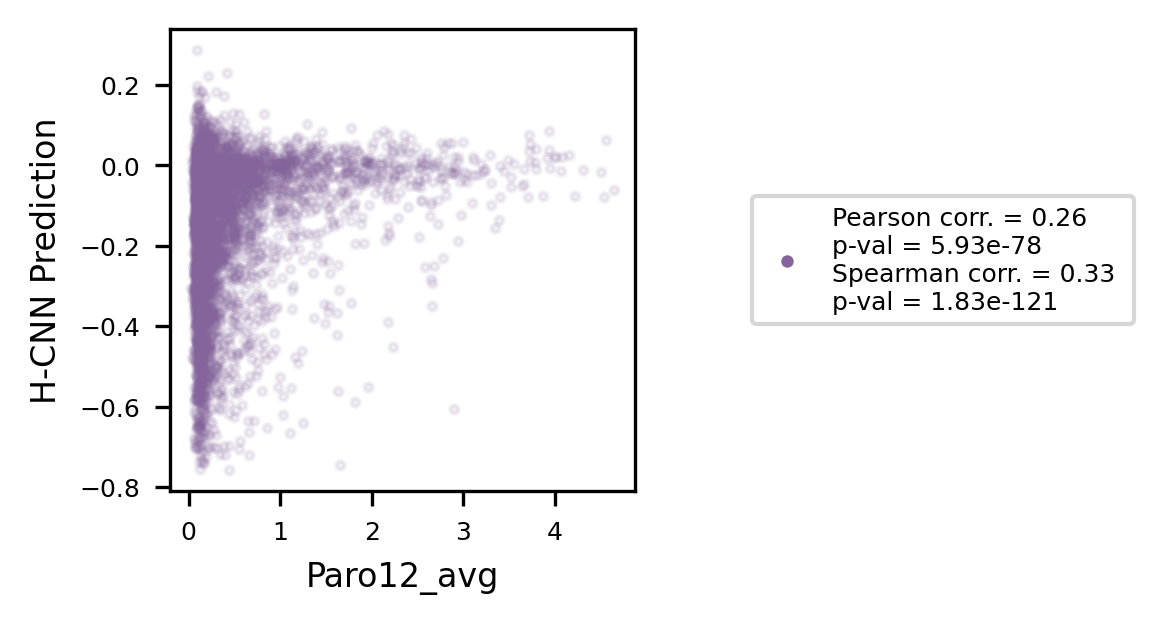 0.2
0.0
−0.2
−0.4
−0.6
−0.8
H-CNN Prediction
0 1 2 3 4
Paro12_avg
Pearson corr. = 0.26
p-val = 5.93e-78
Spearman corr. = 0.33
p-val = 1.83e-121